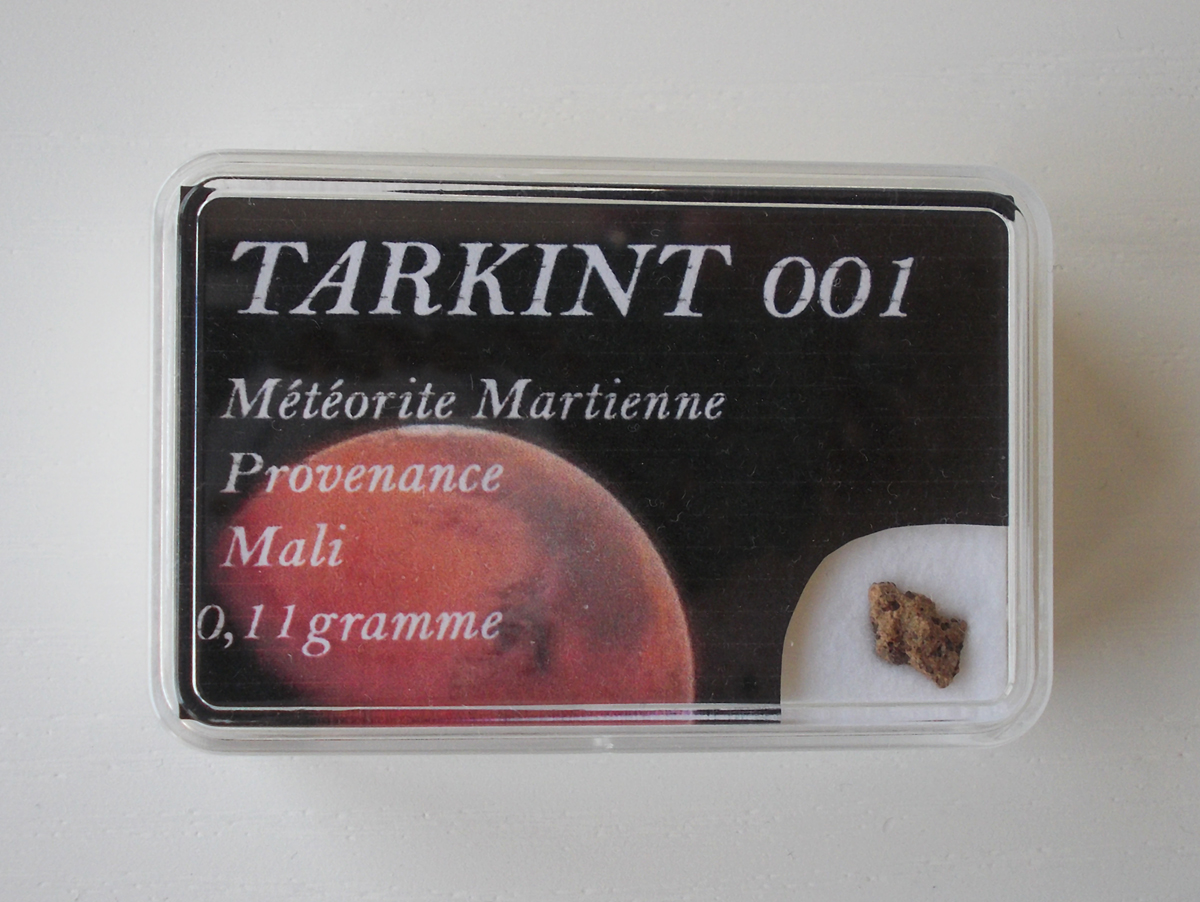 TARKINT 001
Météorite Martienne
Provenance
Mali
0,11gramme